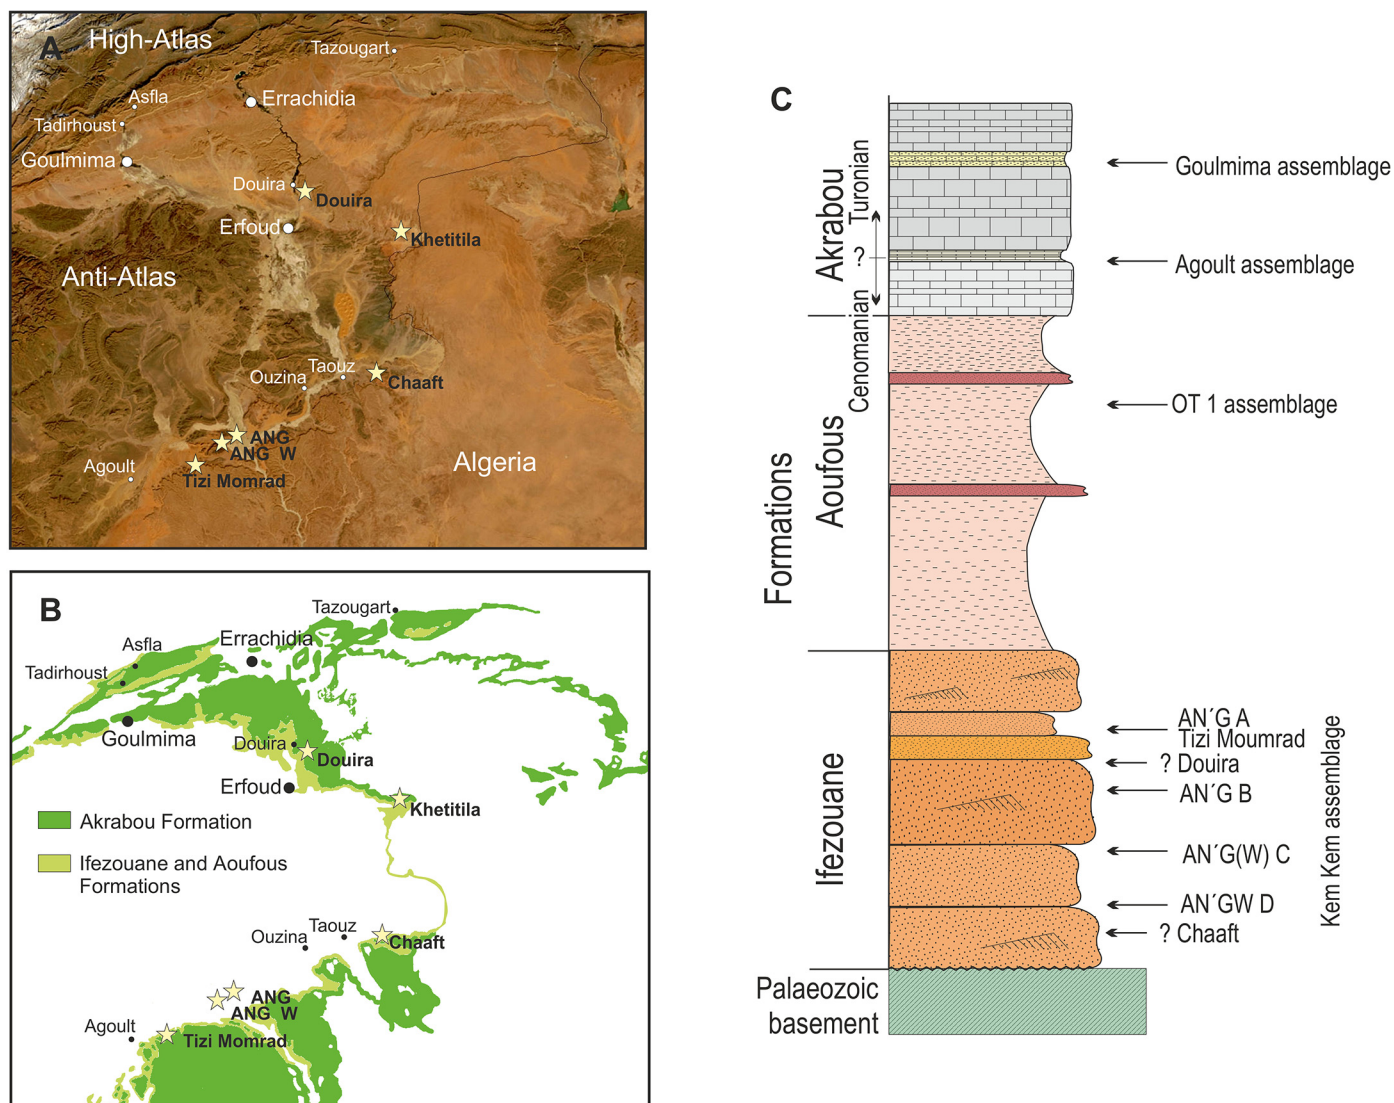 A
High-Atlas
Tazougart
Asfla
Errachidia
Tadirhoust
Goulmima
Douira
Douira
Erfoud
Khetitila
Anti-Atlas
Taouz
Ouzina
Chaaft
ANG
ANG W
Agoult
Algeria
Tizi Momrad
B
Tazougart
Asfla
Errachidia
Tadirhoust
Goulmima
Douira
Douira
Erfoud
Khetitila
Akrabou Formation
Ifezouane and Aoufous
Formations
Taouz
Ouzina
Chaaft
ANG
ANG W
Agoult
Tizi Momrad
C
Formations
Akrabou
Turonian
?
Cenomanian
Aoufous
Ifezouane
Palaeozoic
basement
Goulmima assemblage
Agoult assemblage
OT 1 assemblage
AN´G A
Tizi Moumrad
? Douira
AN´G B
AN´G(W) C
AN´GW D
? Chaaft
Kem Kem assemblage